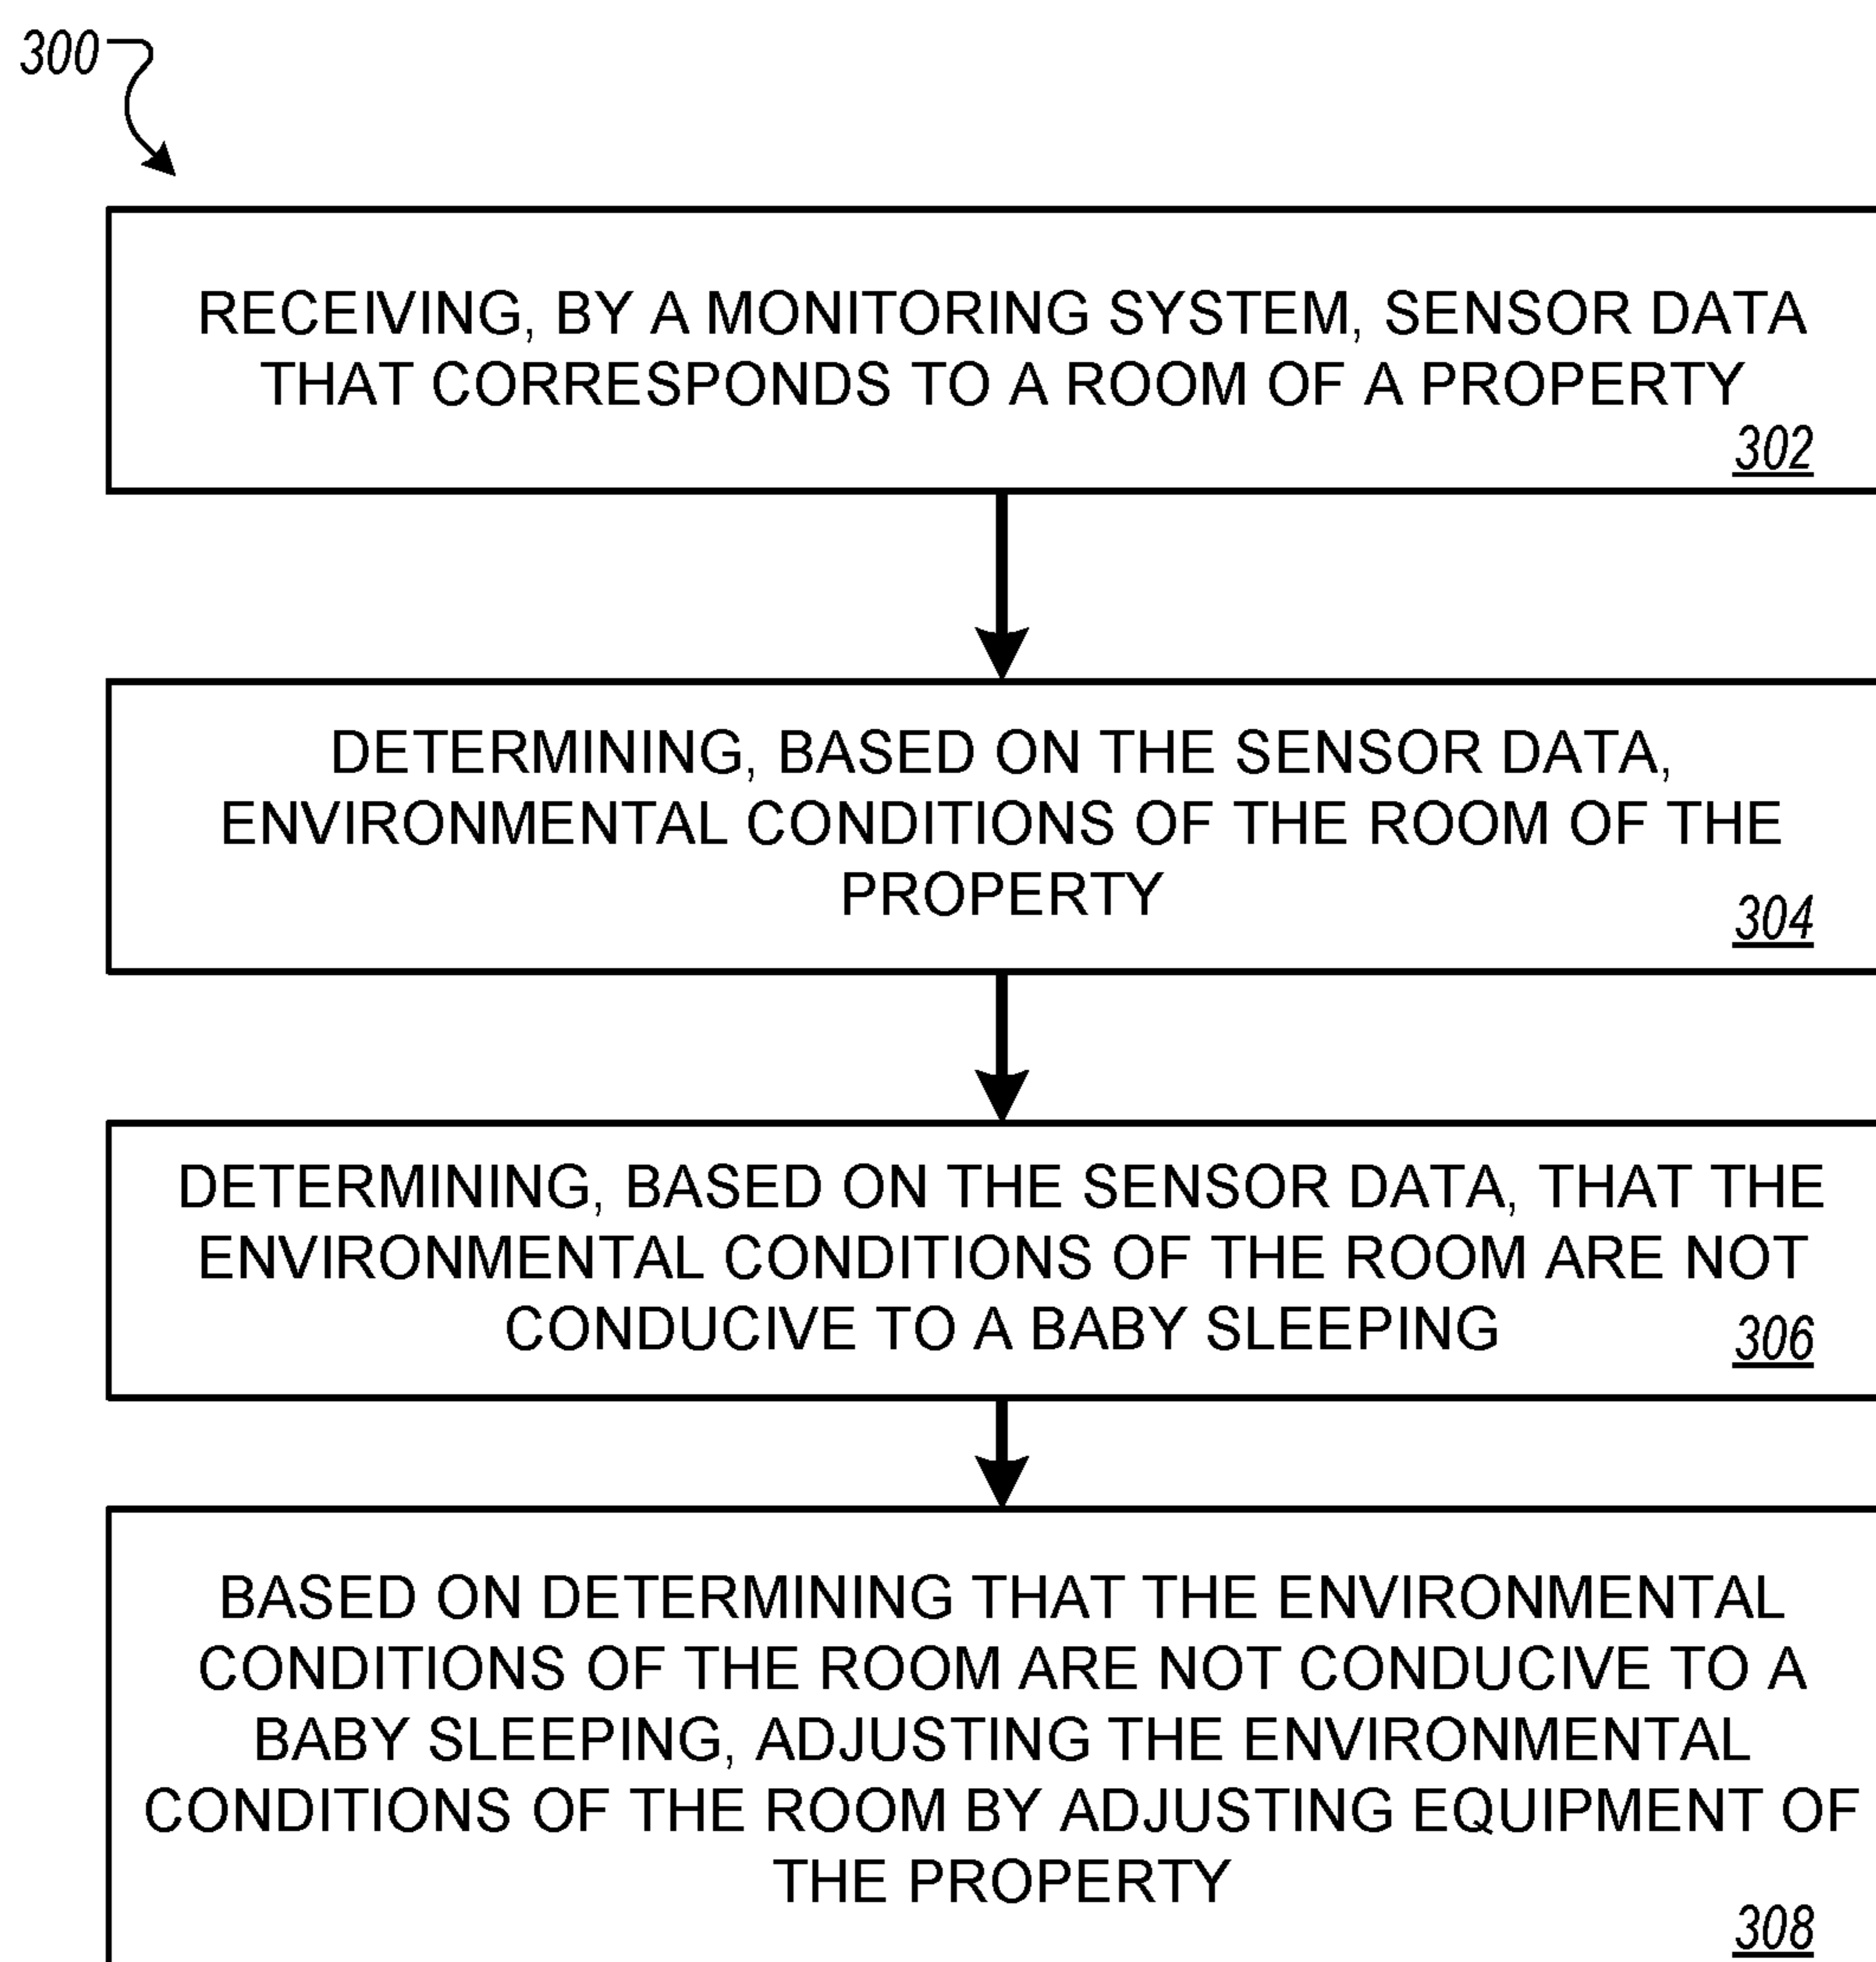 300
RECEIVING, BY A MONITORING SYSTEM, SENSOR DATA
THAT CORRESPONDS TO A ROOM OF A PROPERTY
302
DETERMINING, BASED ON THE SENSOR DATA,
ENVIRONMENTAL CONDITIONS OF THE ROOM OF THE
PROPERTY
304
DETERMINING, BASED ON THE SENSOR DATA, THAT THE
ENVIRONMENTAL CONDITIONS OF THE ROOM ARE NOT
CONDUCIVE TO A BABY SLEEPING
306
BASED ON DETERMINING THAT THE ENVIRONMENTAL
CONDITIONS OF THE ROOM ARE NOT CONDUCIVE TO A
BABY SLEEPING, ADJUSTING THE ENVIRONMENTAL
CONDITIONS OF THE ROOM BY ADJUSTING EQUIPMENT OF
THE PROPERTY
308